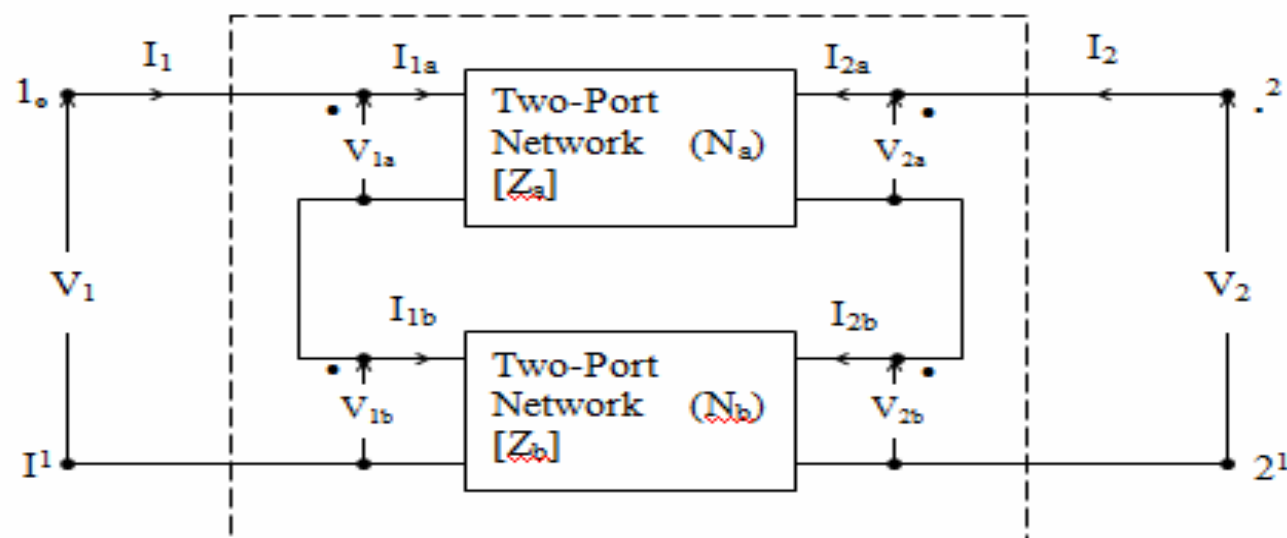 I₁ I₁ₐ I₂ₐ I₂
1 Two-Port 2
Network (Nₐ)
[Zₐ]
V₁ₐ V₂ₐ
V₁ V₂
I₁b I₂b
Two-Port
Network (Nb)
[Zb]
V₁b V₂b
I¹ 2¹